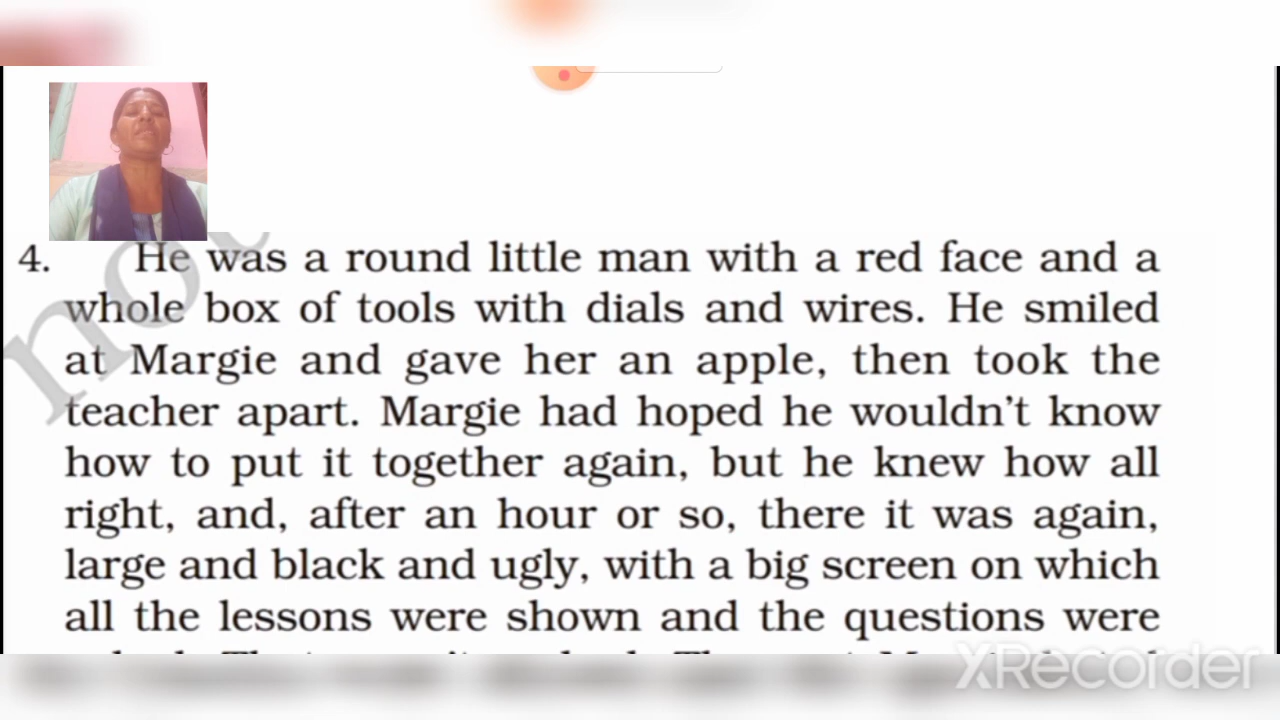 4. He was a round little man with a red face and a
whole box of tools with dials and wires. He smiled
at Margie and gave her an apple, then took the
teacher apart. Margie had hoped he wouldn't know
how to put it together again, but he knew how all
right, and, after an hour or so, there it was again,
large and black and ugly, with a big screen on which
all the lessons were shown and the questions were
not
XRecorder